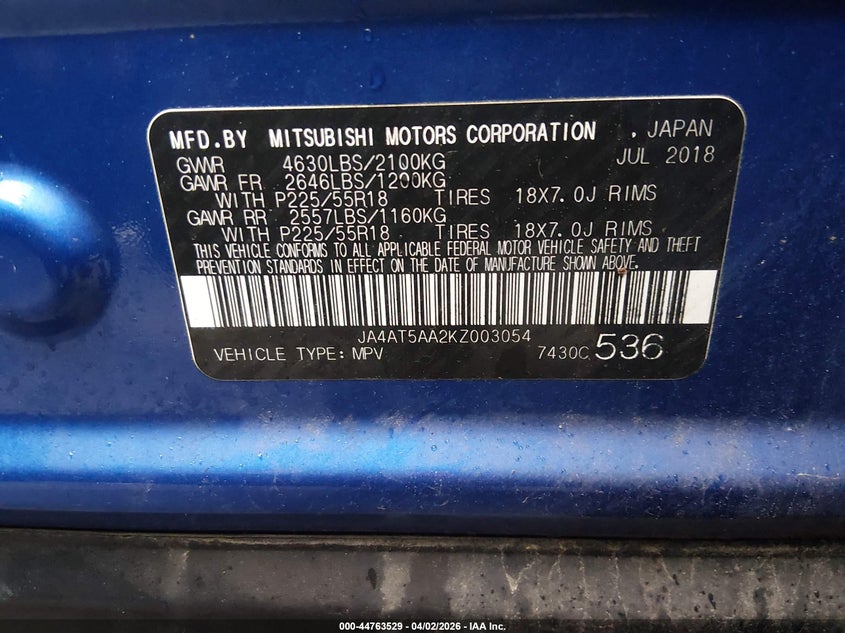 MFD.BY MITSUBISHI MOTORS CORPORATION , JAPAN
GVWR 4630LBS/2100KG JUL 2018
GAWR FR 2646LBS/1200KG
WITH P225/55R18 TIRES 18X7.0J RIMS
GAWR RR 2557LBS/1160KG
WITH P225/55R18 TIRES 18X7.0J RIMS
THIS VEHICLE CONFORMS TO ALL APPLICABLE FEDERAL MOTOR VEHICLE SAFETY AND THEFT
PREVENTION STANDARDS IN EFFECT ON THE DATE OF MANUFACTURE SHOWN ABOVE.
JA4AT5AA2KZ003054
VEHICLE TYPE: MPV 7430C 536
000-44763529 - 04/02/2026 - IAA Inc.